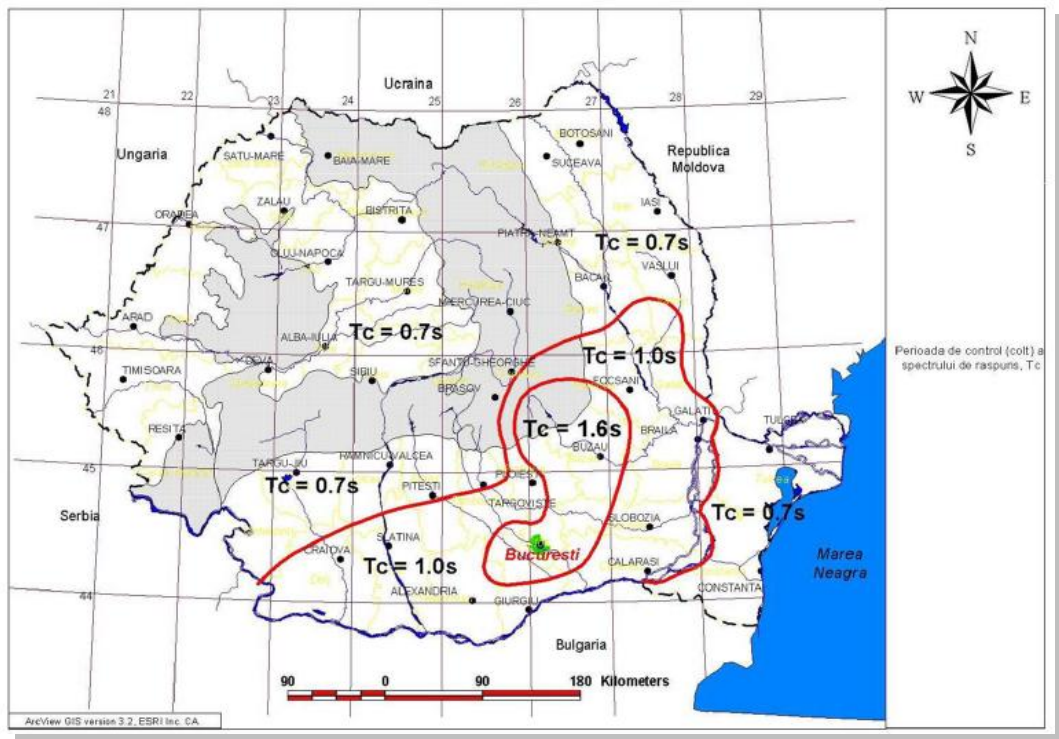 Ucraina
21
22
23
24
25
26
27
28
29
48
Ungaria
Republica
Moldova
BOTOSANI
SATU-MARE
BAIA-MARE
SUCEAVA
ZALAU
BISTRITA
IASI
ORADEA
47
PIATRA-NEAMT
Tc = 0.7s
CLUJ-NAPOCA
VASLUI
TARGU-MURES
BACAU
MIERCUREA-CIUC
ARAD
ALBA-IULIA
Tc = 0.7s
46
Tc = 1.0s
Perioada de control (colt) a
spectrului de raspuns, Tc
TIMISOARA
DEVA
SIBIU
SFANTU-GHEORGHE
BRASOV
FOCSANI
RESITA
Tc = 1.6s
GALATI
BRAILA
TULCEA
BUZAU
45
TARGU-JIU
RAMNICU-VALCEA
Tc = 0.7s
PITESTI
PLOIESTI
TARGOVISTE
Tc = 0.7s
Serbia
SLOBOZIA
SLATINA
CRAIOVA
Bucuresti
Tc = 1.0s
CALARASI
Marea
Neagra
CONSTANTA
44
ALEXANDRIA
GIURGIU
Bulgaria
90 0 90 180 Kilometers
ArcView GIS version 3.2, ESRI Inc. CA.
N
W E
S